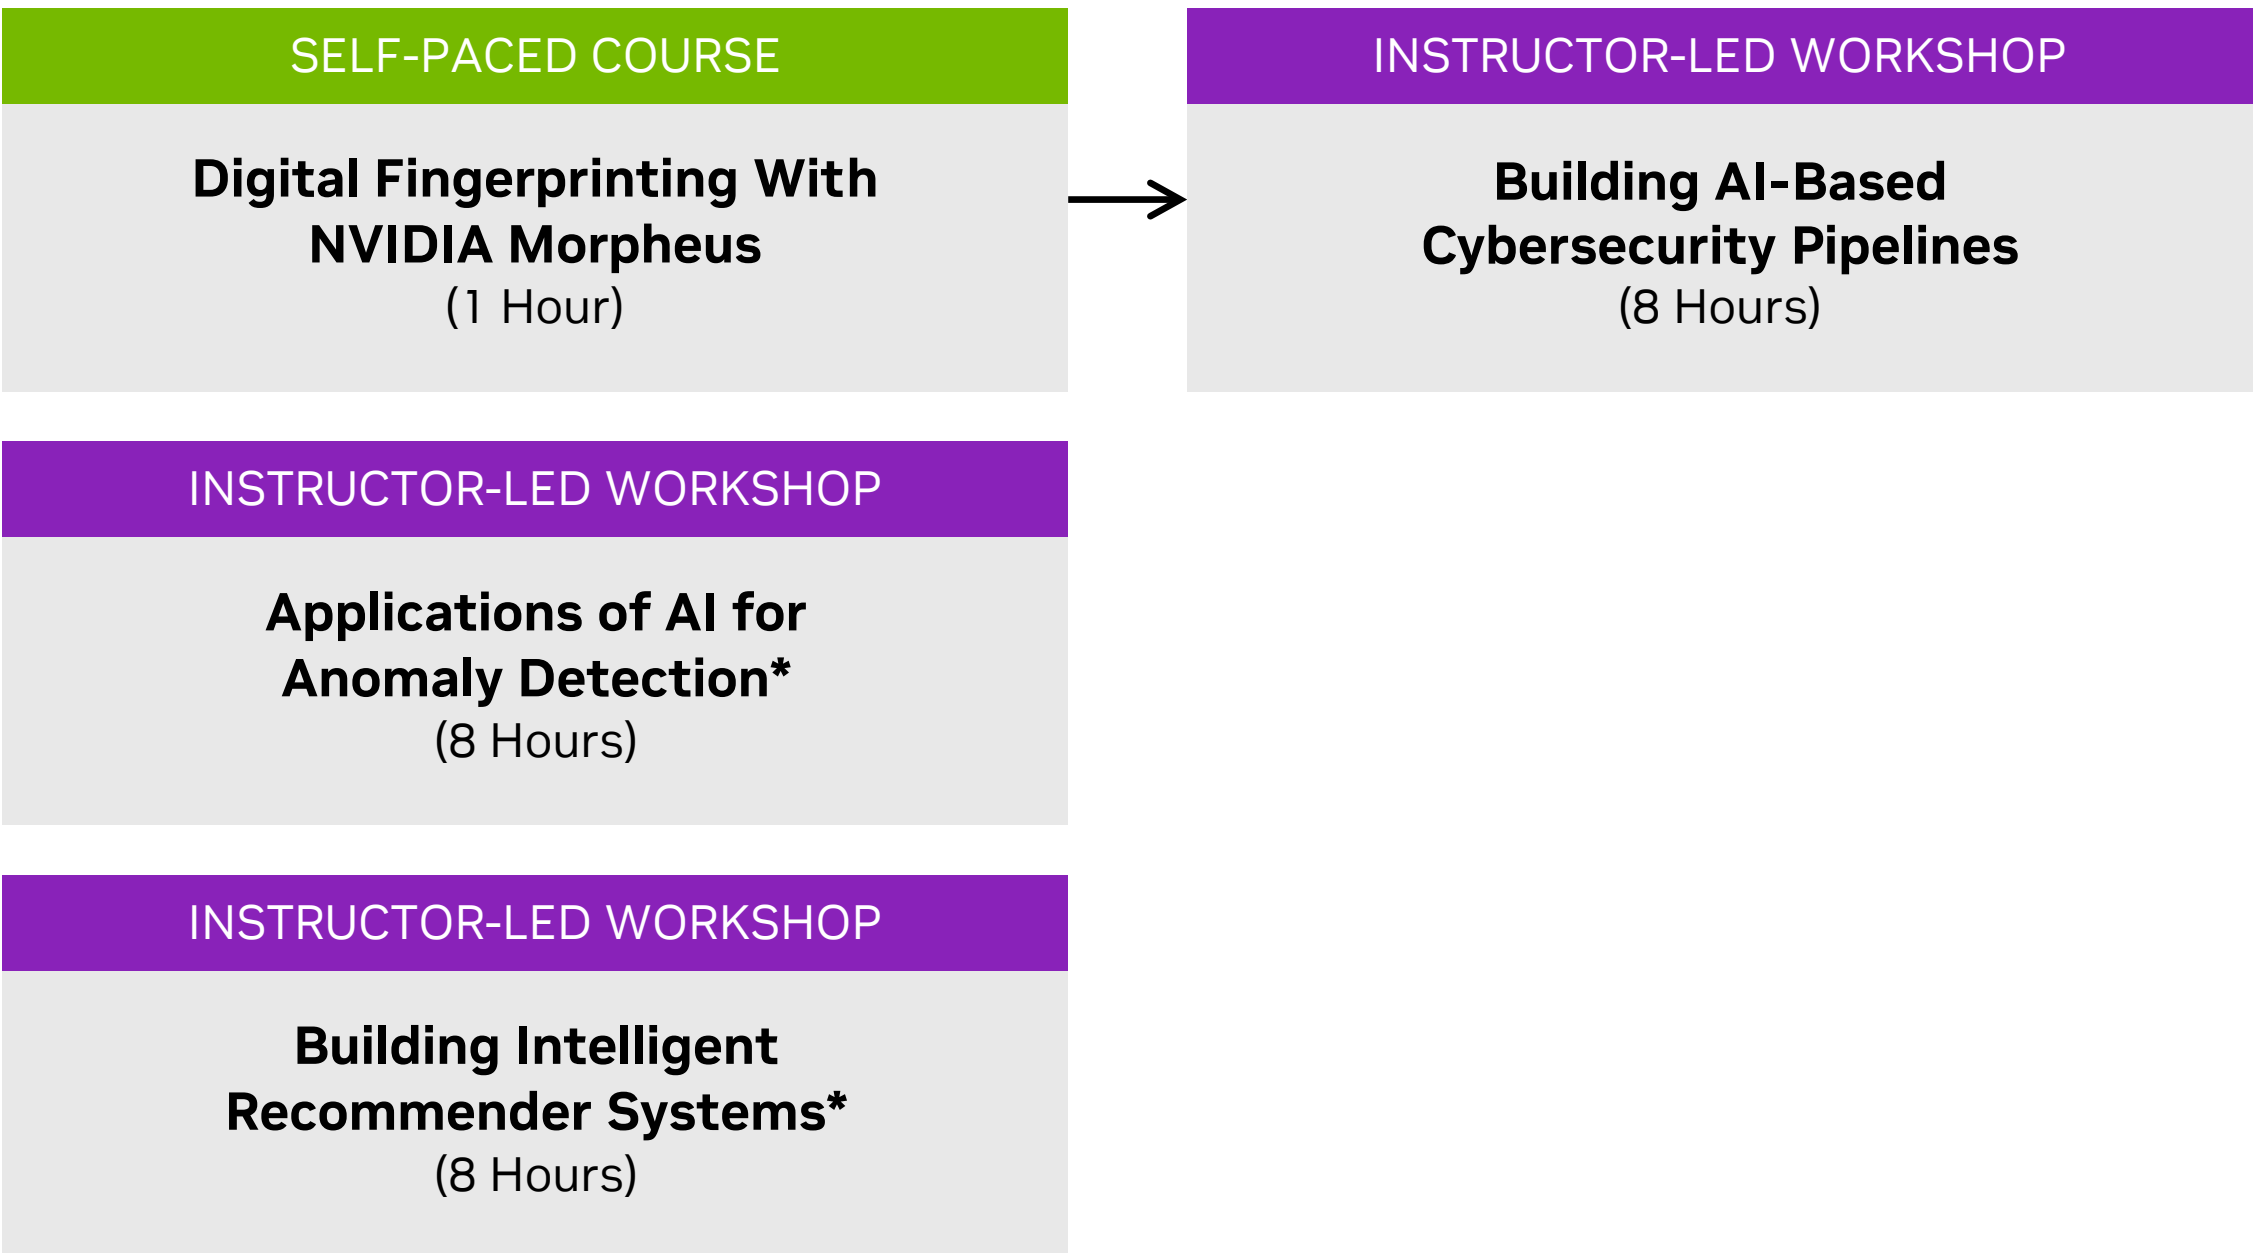 SELF-PACED COURSE
Digital Fingerprinting With
NVIDIA Morpheus
(1 Hour)
INSTRUCTOR-LED WORKSHOP
Building AI-Based
Cybersecurity Pipelines
(8 Hours)
INSTRUCTOR-LED WORKSHOP
Applications of AI for
Anomaly Detection*
(8 Hours)
INSTRUCTOR-LED WORKSHOP
Building Intelligent
Recommender Systems*
(8 Hours)